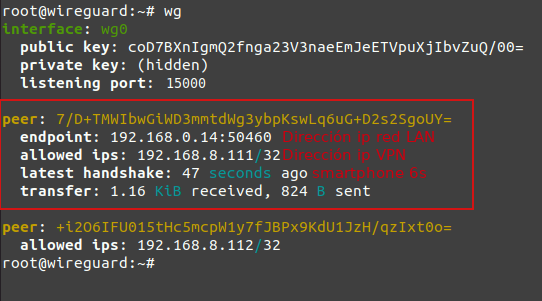 root@wireguard:~# wg
interface: wg0
public key: coD7BXnIgmQ2fnga23V3naeEmJeETVpuXjIbvZuQ/00=
private key: (hidden)
listening port: 15000
peer: 7/D+TMWIbwGiWD3mmtdWg3ybpKswLq6uG+D2s2SgoUY=
endpoint: 192.168.0.14:50460 Dirección ip red LAN
allowed ips: 192.168.8.111/32 Dirección ip VPN
latest handshake: 47 seconds ago smartphone 6s
transfer: 1.16 KiB received, 824 B sent
peer: +i2O6IFU015tHc5mcpW1y7fJBPx9KdU1JzH/qzIxt0o=
allowed ips: 192.168.8.112/32
root@wireguard:~#